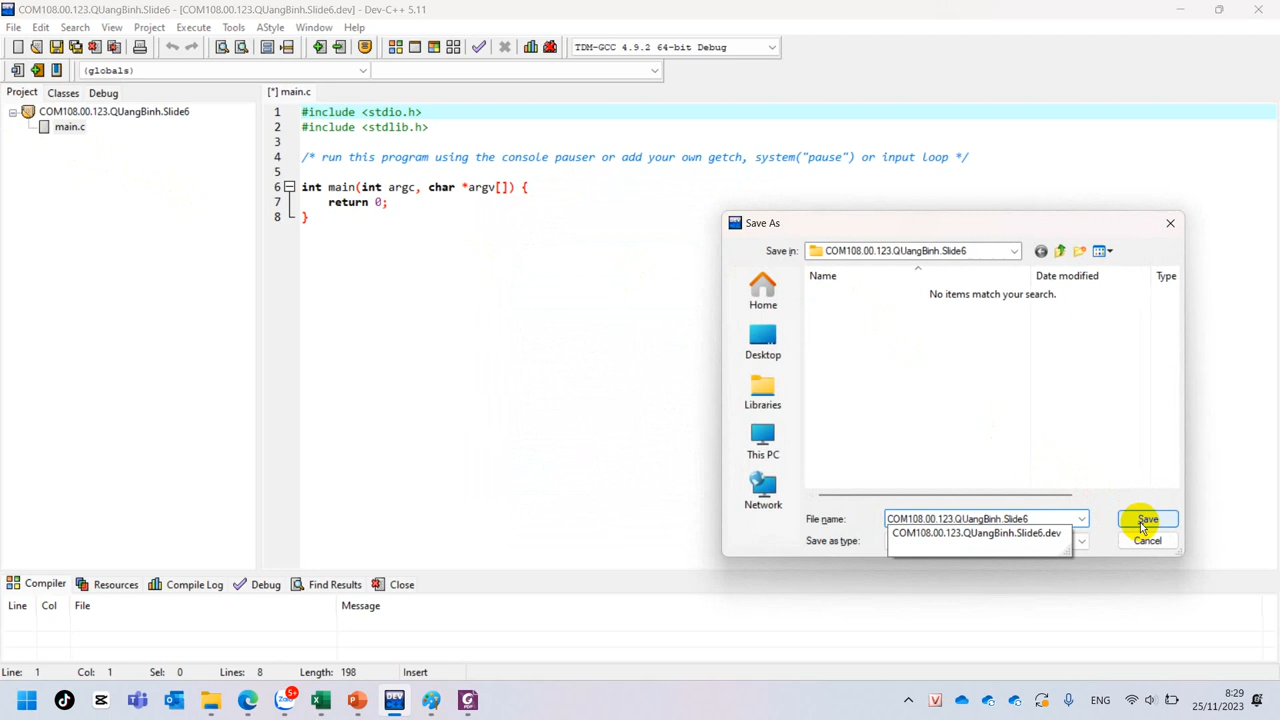 COM108.00.123.QUangBinh.Slide6 - [COM108.00.123.QUangBinh.Slide6.dev] - Dev-C++ 5.11
File Edit Search View Project Execute Tools AStyle Window Help
TDM-GCC 4.9.2 64-bit Debug
(globals)
Project Classes Debug
[*] main.c
COM108.00.123.QUangBinh.Slide6
main.c
1 #include <stdio.h>
2 #include <stdlib.h>
3
4 /* run this program using the console pauser or add your own getch, system("pause") or input loop */
5
6 int main(int argc, char *argv[]) {
7 return 0;
8 }
Save As
Save in: COM108.00.123.QUangBinh.Slide6
Name Date modified Type
No items match your search.
Home
Desktop
Libraries
This PC
Network
File name: COM108.00.123.QUangBinh.Slide6 Save
COM108.00.123.QUangBinh.Slide6.dev
Save as type: Cancel
Compiler Resources Compile Log Debug Find Results Close
Line Col File Message
Line: 1 Col: 1 Sel: 0 Lines: 8 Length: 198 Insert
DEV
Zalo 5+
ENG
8:29
25/11/2023